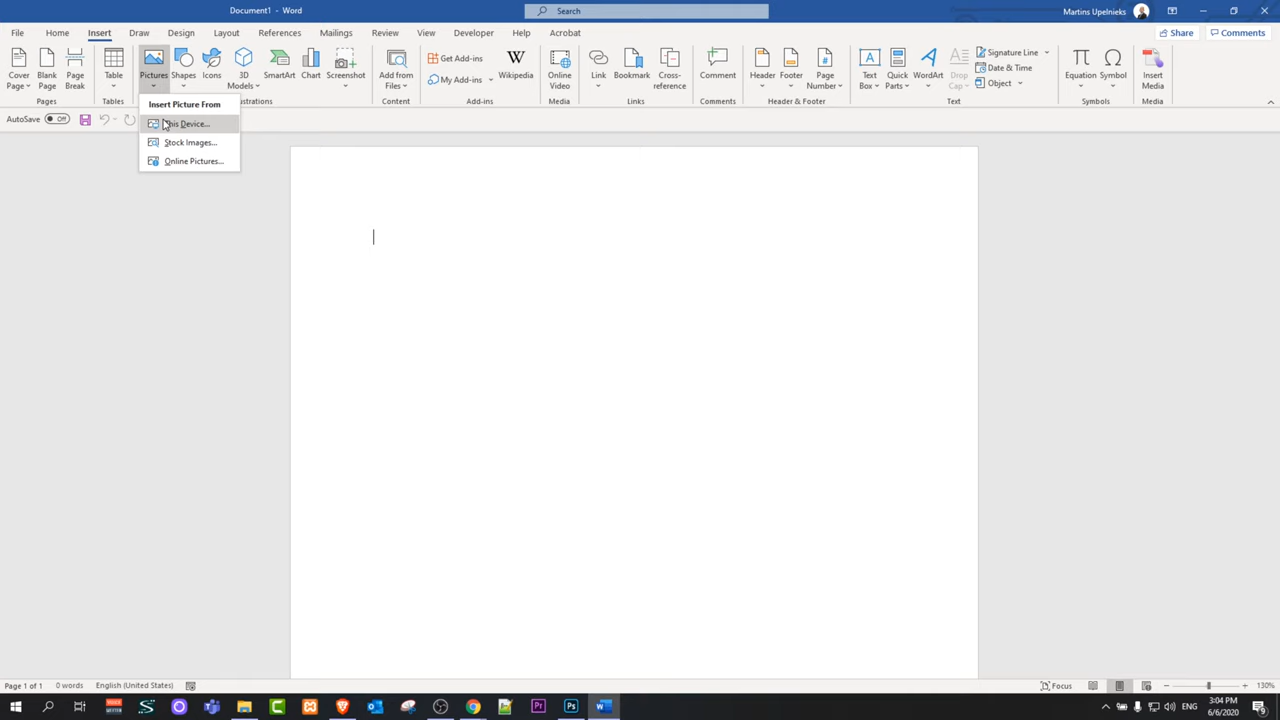 Document1 - Word
Search
Martins Upelnieks
File Home Insert Draw Design Layout References Mailings Review View Developer Help Acrobat
Share Comments
Cover Page
Blank Page
Page Break
Table
Pictures
Shapes
Icons
3D Models
SmartArt
Chart
Screenshot
Add from Files
Get Add-ins
My Add-ins
Wikipedia
Online Video
Link
Bookmark
Cross-reference
Comment
Header
Footer
Page Number
Text Box
Quick Parts
WordArt
Drop Cap
Signature Line
Date & Time
Object
Equation
Symbol
Insert Media
Pages Tables ustrations Content Add-ins Media Links Comments Header & Footer Text Symbols Media
AutoSave Off
Insert Picture From
his Device...
Stock Images...
Online Pictures...
Page 1 of 1 0 words English (United States)
Focus
130%
ENG
3:04 PM
6/6/2020